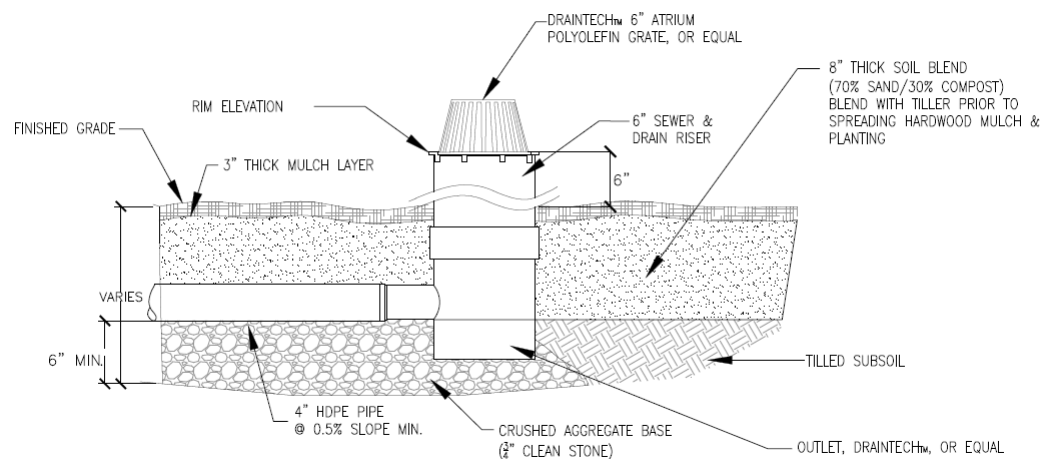 DRAINTECH™ 6" ATRIUM
POLYOLEFIN GRATE, OR EQUAL
8" THICK SOIL BLEND
(70% SAND/30% COMPOST)
BLEND WITH TILLER PRIOR TO
SPREADING HARDWOOD MULCH &
PLANTING
RIM ELEVATION
6" SEWER &
DRAIN RISER
FINISHED GRADE
3" THICK MULCH LAYER
6"
VARIES
6" MIN.
TILLED SUBSOIL
4" HDPE PIPE
@ 0.5% SLOPE MIN.
CRUSHED AGGREGATE BASE
(¾" CLEAN STONE)
OUTLET, DRAINTECH™, OR EQUAL